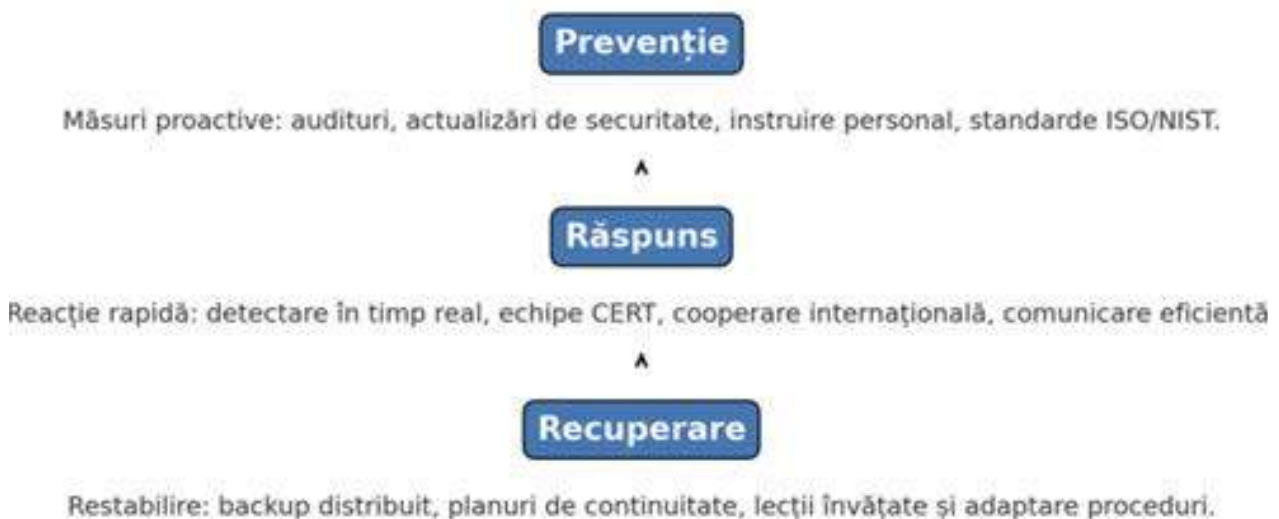 Prevenție
Măsuri proactive: audituri, actualizări de securitate, instruire personal, standarde ISO/NIST.
Răspuns
Reacție rapidă: detectare în timp real, echipe CERT, cooperare internațională, comunicare eficientă
Recuperare
Restabilire: backup distribuit, planuri de continuitate, lecții învățate și adaptare proceduri.